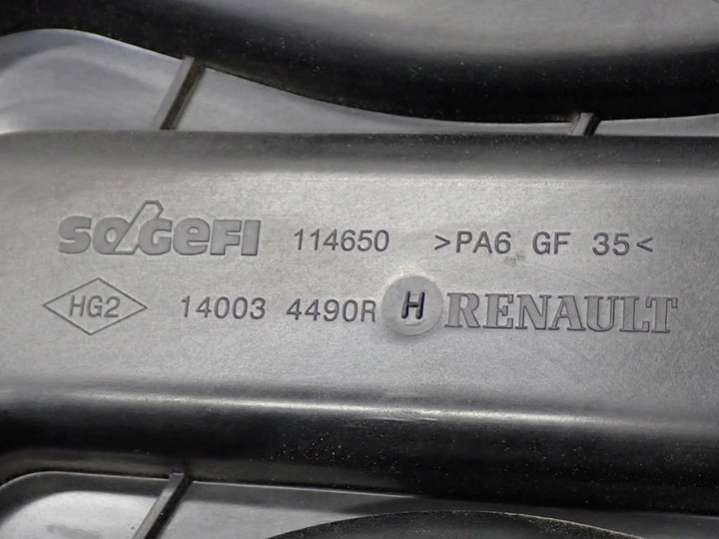 SOGEFI 114650 >PA6 GF 35<
HG2 14003 4490R H RENAULT